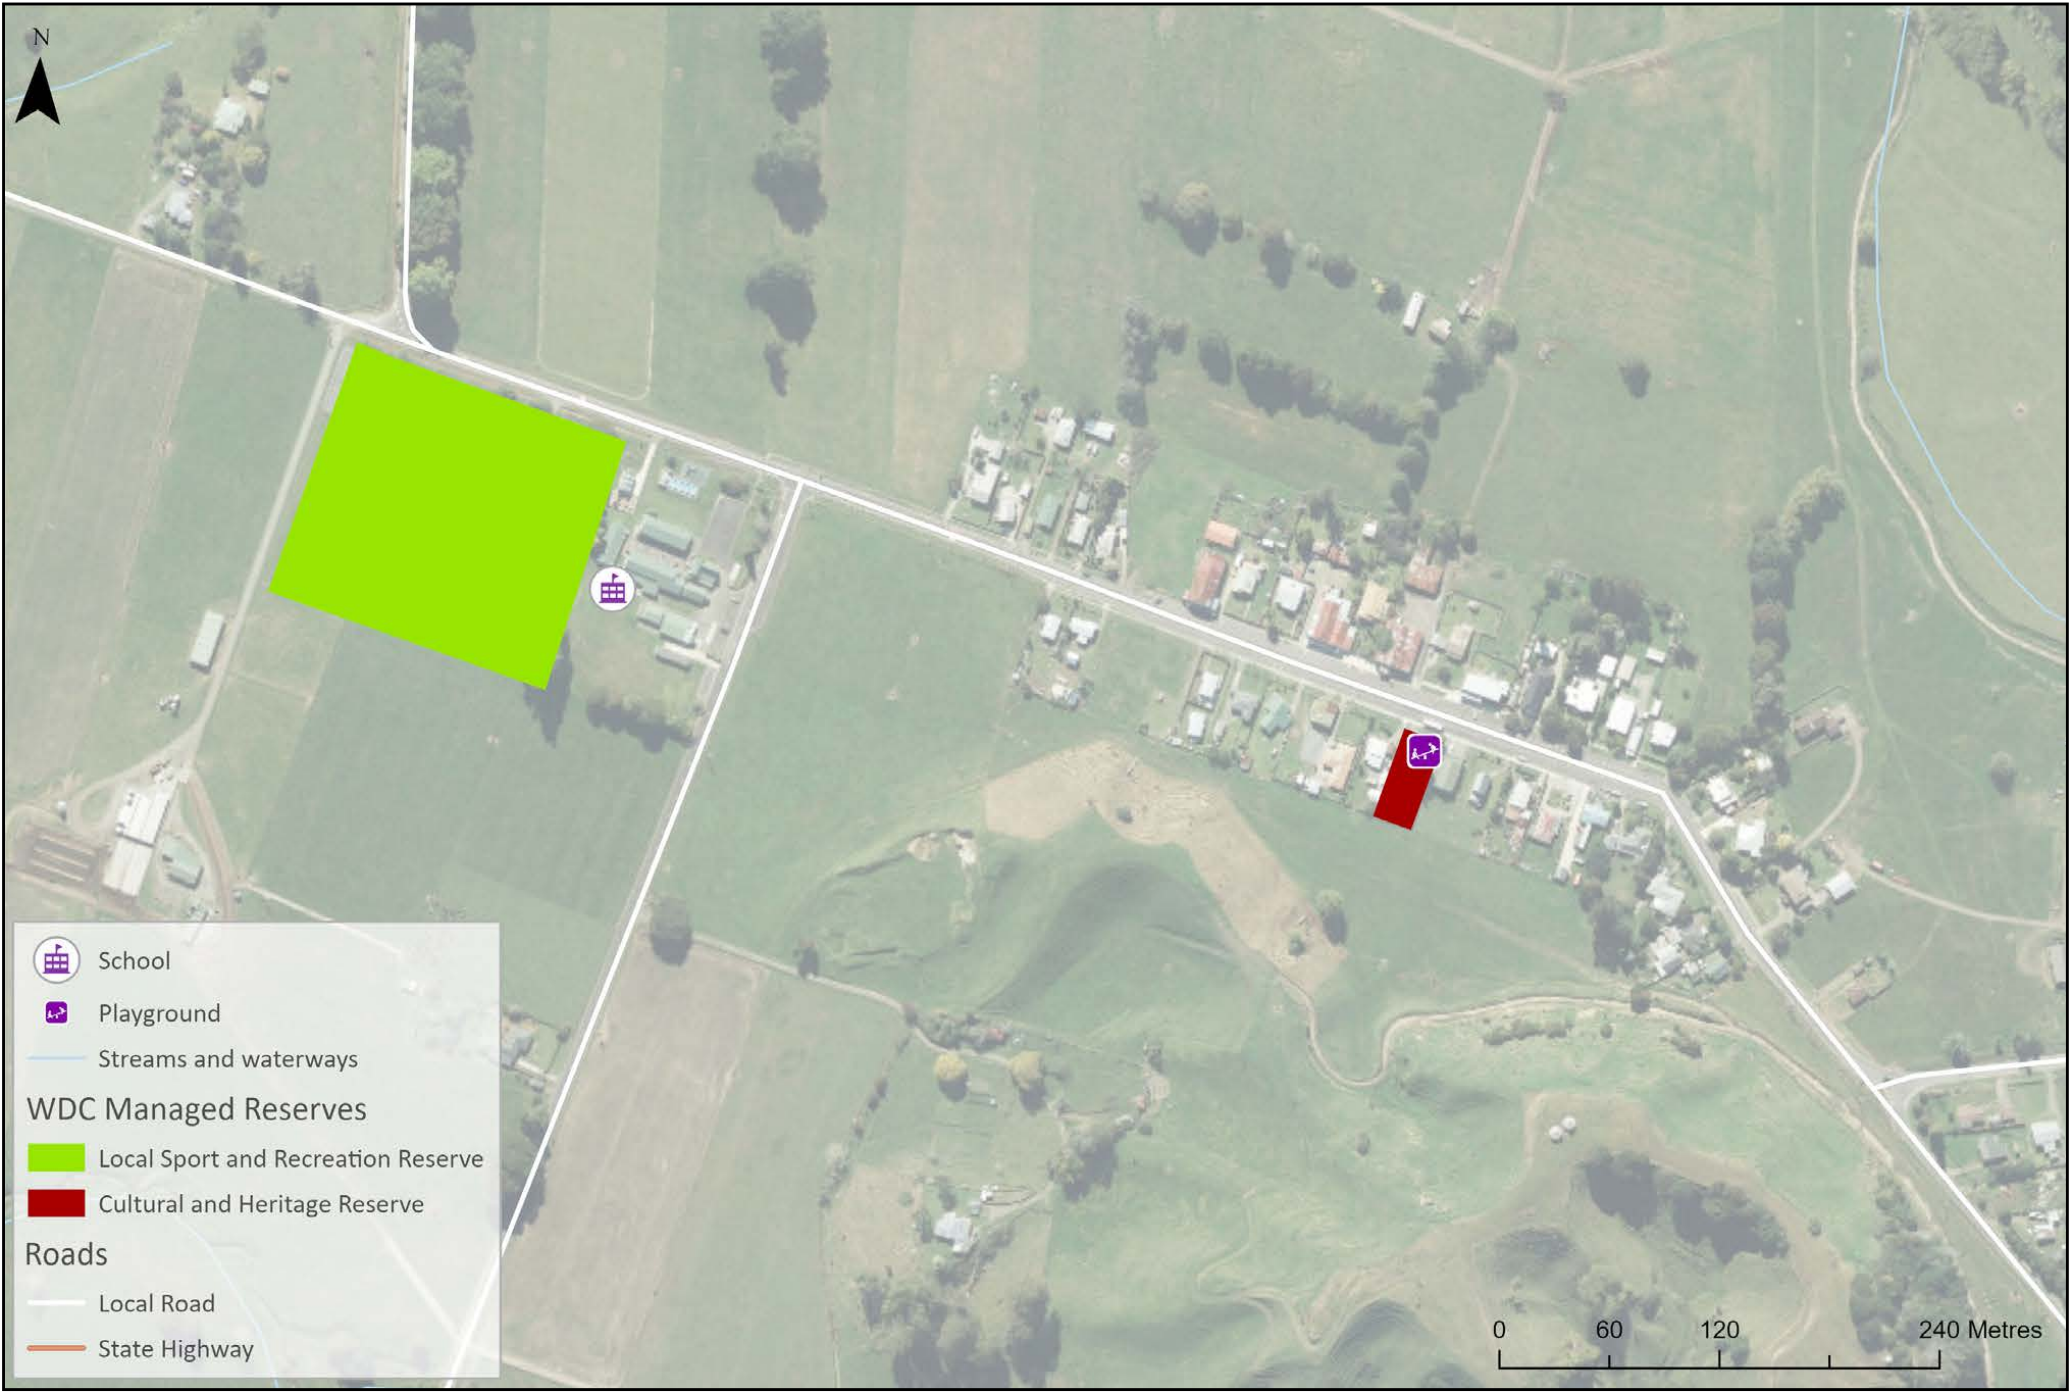 N
School
Playground
Streams and waterways
WDC Managed Reserves
Local Sport and Recreation Reserve
Cultural and Heritage Reserve
Roads
Local Road
State Highway
0 60 120 240 Metres